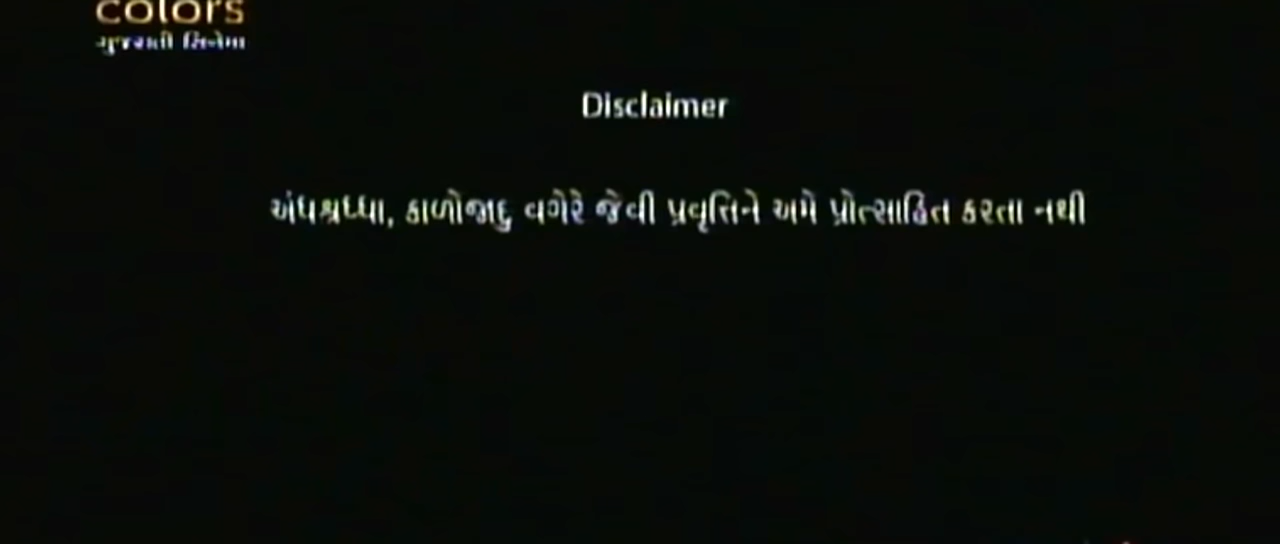 colors
ગુજરાતી સિનેમા
Disclaimer
અંધશ્રધ્ધા, કાળોજાદુ વગેરે જેવી પ્રવૃત્તિને અમે પ્રોત્સાહિત કરતા નથી